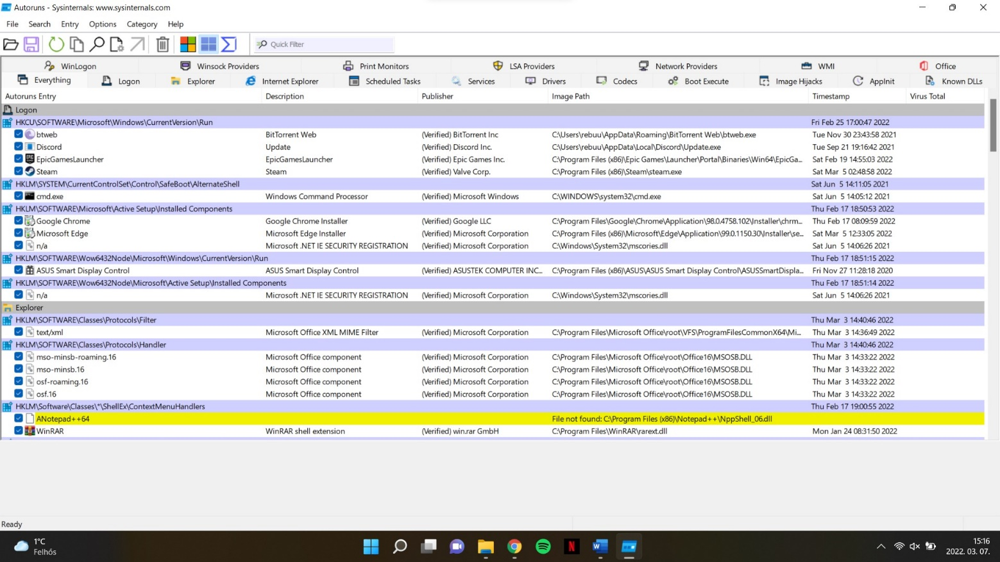 Autoruns - Sysinternals: www.sysinternals.com
File Search Entry Options Category Help
Quick Filter
WinLogon Winsock Providers Print Monitors LSA Providers Network Providers WMI Office
Everything Logon Explorer Internet Explorer Scheduled Tasks Services Drivers Codecs Boot Execute Image Hijacks AppInit Known DLLs
Autoruns Entry Description Publisher Image Path Timestamp Virus Total
Logon
HKCU\SOFTWARE\Microsoft\Windows\CurrentVersion\Run Fri Feb 25 17:00:47 2022
btweb BitTorrent Web (Verified) BitTorrent Inc C:\Users\rebuu\AppData\Roaming\BitTorrent Web\btweb.exe Tue Nov 30 23:43:58 2021
Discord Update (Verified) Discord Inc. C:\Users\rebuu\AppData\Local\Discord\Update.exe Tue Sep 21 19:16:42 2021
EpicGamesLauncher EpicGamesLauncher (Verified) Epic Games Inc. C:\Program Files (x86)\Epic Games\Launcher\Portal\Binaries\Win64\EpicGa... Sat Feb 19 14:55:03 2022
Steam Steam (Verified) Valve Corp. C:\Program Files (x86)\Steam\steam.exe Sat Mar 5 02:48:58 2022
HKLM\SYSTEM\CurrentControlSet\Control\SafeBoot\AlternateShell Sat Jun 5 14:11:05 2021
cmd.exe Windows Command Processor (Verified) Microsoft Windows C:\WINDOWS\system32\cmd.exe Sat Jun 5 14:05:12 2021
HKLM\SOFTWARE\Microsoft\Active Setup\Installed Components Thu Feb 17 18:50:53 2022
Google Chrome Google Chrome Installer (Verified) Google LLC C:\Program Files\Google\Chrome\Application\98.0.4758.102\Installer\chrm... Thu Feb 17 08:09:59 2022
Microsoft Edge Microsoft Edge Installer (Verified) Microsoft Corporation C:\Program Files (x86)\Microsoft\Edge\Application\99.0.1150.30\Installer\se... Sat Mar 5 12:33:05 2022
n/a Microsoft .NET IE SECURITY REGISTRATION (Verified) Microsoft Corporation C:\Windows\System32\mscories.dll Sat Jun 5 14:06:26 2021
HKLM\SOFTWARE\Wow6432Node\Microsoft\Windows\CurrentVersion\Run Thu Feb 17 18:51:15 2022
ASUS Smart Display Control ASUS Smart Display Control (Verified) ASUSTEK COMPUTER INC... C:\Program Files (x86)\ASUS\ASUS Smart Display Control\ASUSSmartDispla... Fri Nov 27 11:28:18 2020
HKLM\SOFTWARE\Wow6432Node\Microsoft\Active Setup\Installed Components Thu Feb 17 18:51:14 2022
n/a Microsoft .NET IE SECURITY REGISTRATION (Verified) Microsoft Corporation C:\Windows\System32\mscories.dll Sat Jun 5 14:06:26 2021
Explorer
HKLM\SOFTWARE\Classes\Protocols\Filter Thu Mar 3 14:40:46 2022
text/xml Microsoft Office XML MIME Filter (Verified) Microsoft Corporation C:\Program Files\Microsoft Office\root\VFS\ProgramFilesCommonX64\Mi... Thu Mar 3 14:36:49 2022
HKLM\SOFTWARE\Classes\Protocols\Handler Thu Mar 3 14:40:46 2022
mso-minsb-roaming.16 Microsoft Office component (Verified) Microsoft Corporation C:\Program Files\Microsoft Office\root\Office16\MSOSB.DLL Thu Mar 3 14:33:22 2022
mso-minsb.16 Microsoft Office component (Verified) Microsoft Corporation C:\Program Files\Microsoft Office\root\Office16\MSOSB.DLL Thu Mar 3 14:33:22 2022
osf-roaming.16 Microsoft Office component (Verified) Microsoft Corporation C:\Program Files\Microsoft Office\root\Office16\MSOSB.DLL Thu Mar 3 14:33:22 2022
osf.16 Microsoft Office component (Verified) Microsoft Corporation C:\Program Files\Microsoft Office\root\Office16\MSOSB.DLL Thu Mar 3 14:33:22 2022
HKLM\Software\Classes\*\ShellEx\ContextMenuHandlers Thu Feb 17 19:00:55 2022
ANotepad++64 File not found: C:\Program Files (x86)\Notepad++\NppShell_06.dll
WinRAR WinRAR shell extension (Verified) win.rar GmbH C:\Program Files\WinRAR\rarext.dll Mon Jan 24 08:31:50 2022
Ready
1°C
Felhős
15:16
2022. 03. 07.